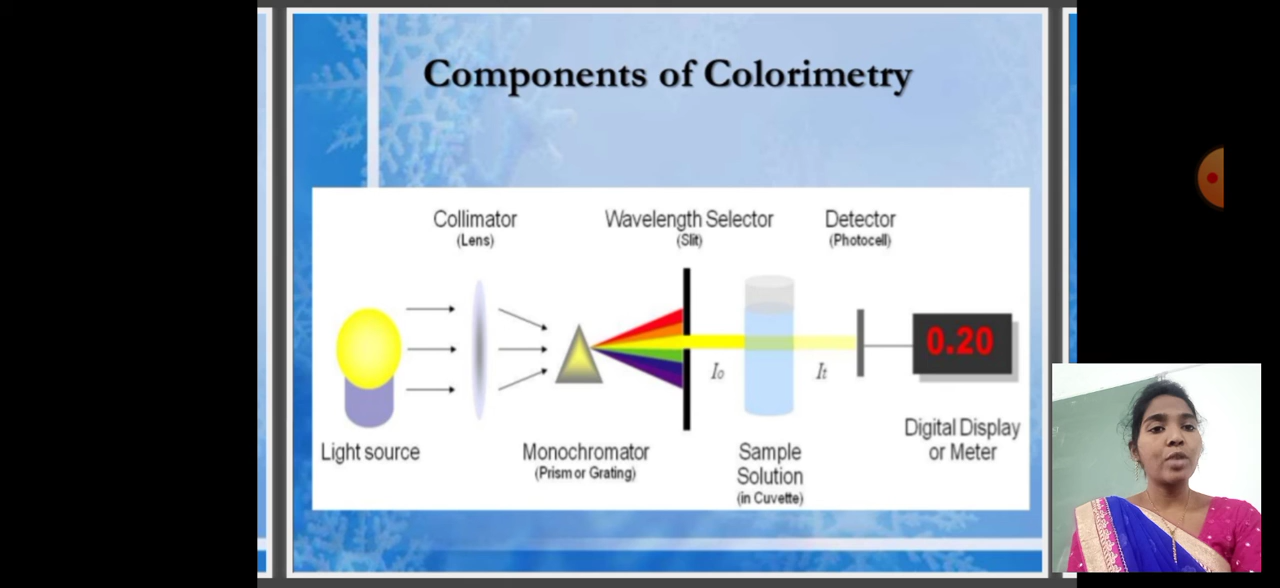 Components of Colorimetry
Collimator
(Lens)
Wavelength Selector
(Slit)
Detector
(Photocell)
0.20
Io
It
Light source
Monochromator
(Prism or Grating)
Sample
Solution
(in Cuvette)
Digital Display
or Meter